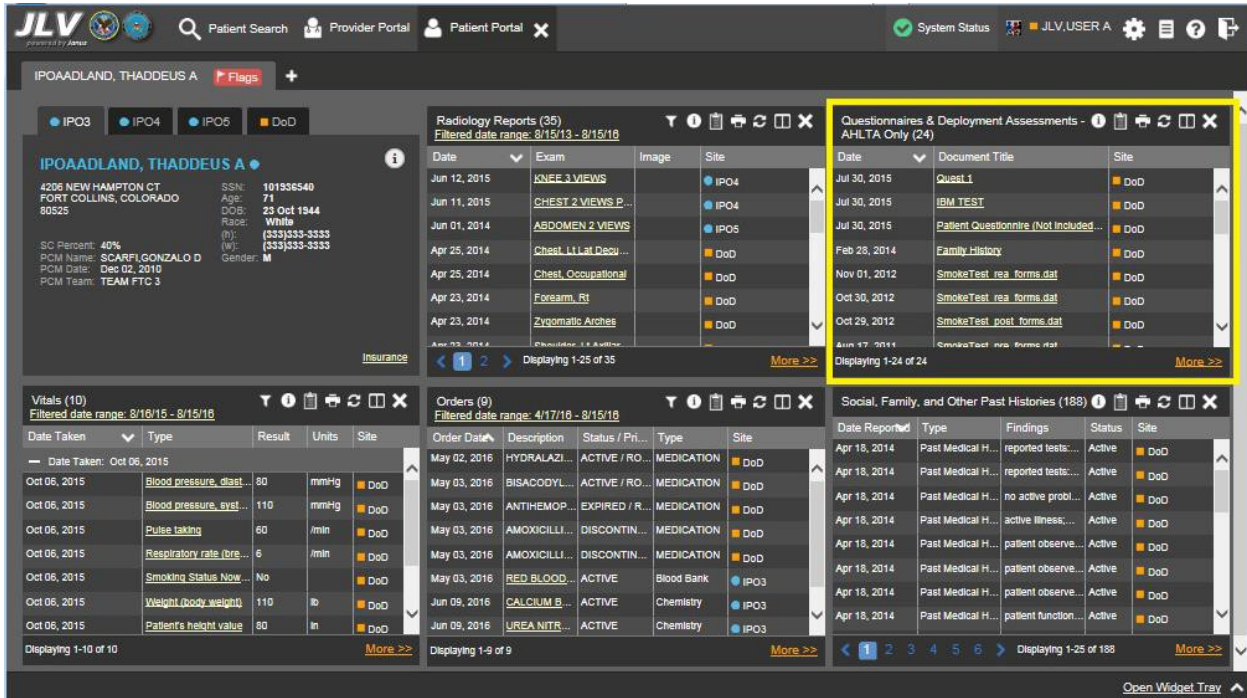 JLV
powered by Janus
Patient Search
Provider Portal
Patient Portal
System Status
JLV,USER A
IPOAADLAND, THADDEUS A
Flags
IPO3
IPO4
IPO5
DoD
IPOAADLAND, THADDEUS A
4206 NEW HAMPTON CT
FORT COLLINS, COLORADO
80525
SSN: 101936540
Age: 71
DOB: 23 Oct 1944
Race: White
(h): (333)333-3333
(w): (333)333-3333
Gender: M
SC Percent: 40%
PCM Name: SCARFI,GONZALO D
PCM Date: Dec 02, 2010
PCM Team: TEAM FTC 3
Insurance
Radiology Reports (35)
Filtered date range: 8/15/13 - 8/15/16
Date Exam Image Site
Jun 12, 2015 KNEE 3 VIEWS IPO4
Jun 11, 2015 CHEST 2 VIEWS P... IPO4
Jun 01, 2014 ABDOMEN 2 VIEWS IPO5
Apr 25, 2014 Chest, Lt Lat Decu... DoD
Apr 25, 2014 Chest, Occupational DoD
Apr 23, 2014 Forearm, Rt DoD
Apr 23, 2014 Zygomatic Arches DoD
Apr 23, 2014 Shoulder, Lt Axillar
1 2 Displaying 1-25 of 35 More >>
Questionnaires & Deployment Assessments -
AHLTA Only (24)
Date Document Title Site
Jul 30, 2015 Quest 1 DoD
Jul 30, 2015 IBM TEST DoD
Jul 30, 2015 Patient Questionnire (Not Included... DoD
Feb 28, 2014 Family History DoD
Nov 01, 2012 SmokeTest_rea_forms.dat DoD
Oct 30, 2012 SmokeTest_rea_forms.dat DoD
Oct 29, 2012 SmokeTest_post_forms.dat DoD
Aug 17, 2011 SmokeTest_pre_forms.dat
Displaying 1-24 of 24 More >>
Vitals (10)
Filtered date range: 8/16/15 - 8/15/16
Date Taken Type Result Units Site
Date Taken: Oct 06, 2015
Oct 06, 2015 Blood pressure, diast... 80 mmHg DoD
Oct 06, 2015 Blood pressure, syst... 110 mmHg DoD
Oct 06, 2015 Pulse taking 60 /min DoD
Oct 06, 2015 Respiratory rate (bre... 6 /min DoD
Oct 06, 2015 Smoking Status Now... No DoD
Oct 06, 2015 Weight (body weight) 110 lb DoD
Oct 06, 2015 Patient's height value 80 in DoD
Displaying 1-10 of 10 More >>
Orders (9)
Filtered date range: 4/17/16 - 8/15/16
Order Date Description Status / Pri... Type Site
May 02, 2016 HYDRALAZI... ACTIVE / RO... MEDICATION DoD
May 03, 2016 BISACODYL... ACTIVE / RO... MEDICATION DoD
May 03, 2016 ANTIHEMOP... EXPIRED / R... MEDICATION DoD
May 03, 2016 AMOXICILLI... DISCONTIN... MEDICATION DoD
May 03, 2016 AMOXICILLI... DISCONTIN... MEDICATION DoD
May 03, 2016 RED BLOOD... ACTIVE Blood Bank IPO3
Jun 09, 2016 CALCIUM B... ACTIVE Chemistry IPO3
Jun 09, 2016 UREA NITR... ACTIVE Chemistry IPO3
Displaying 1-9 of 9 More >>
Social, Family, and Other Past Histories (188)
Date Reported Type Findings Status Site
Apr 18, 2014 Past Medical H... reported tests:... Active DoD
Apr 18, 2014 Past Medical H... reported tests:... Active DoD
Apr 18, 2014 Past Medical H... no active probl... Active DoD
Apr 18, 2014 Past Medical H... active illness;... Active DoD
Apr 18, 2014 Past Medical H... patient observe... Active DoD
Apr 18, 2014 Past Medical H... patient observe... Active DoD
Apr 18, 2014 Past Medical H... patient observe... Active DoD
Apr 18, 2014 Past Medical H... patient function... Active DoD
1 2 3 4 5 6 Displaying 1-25 of 188 More >>
Open Widget Tray